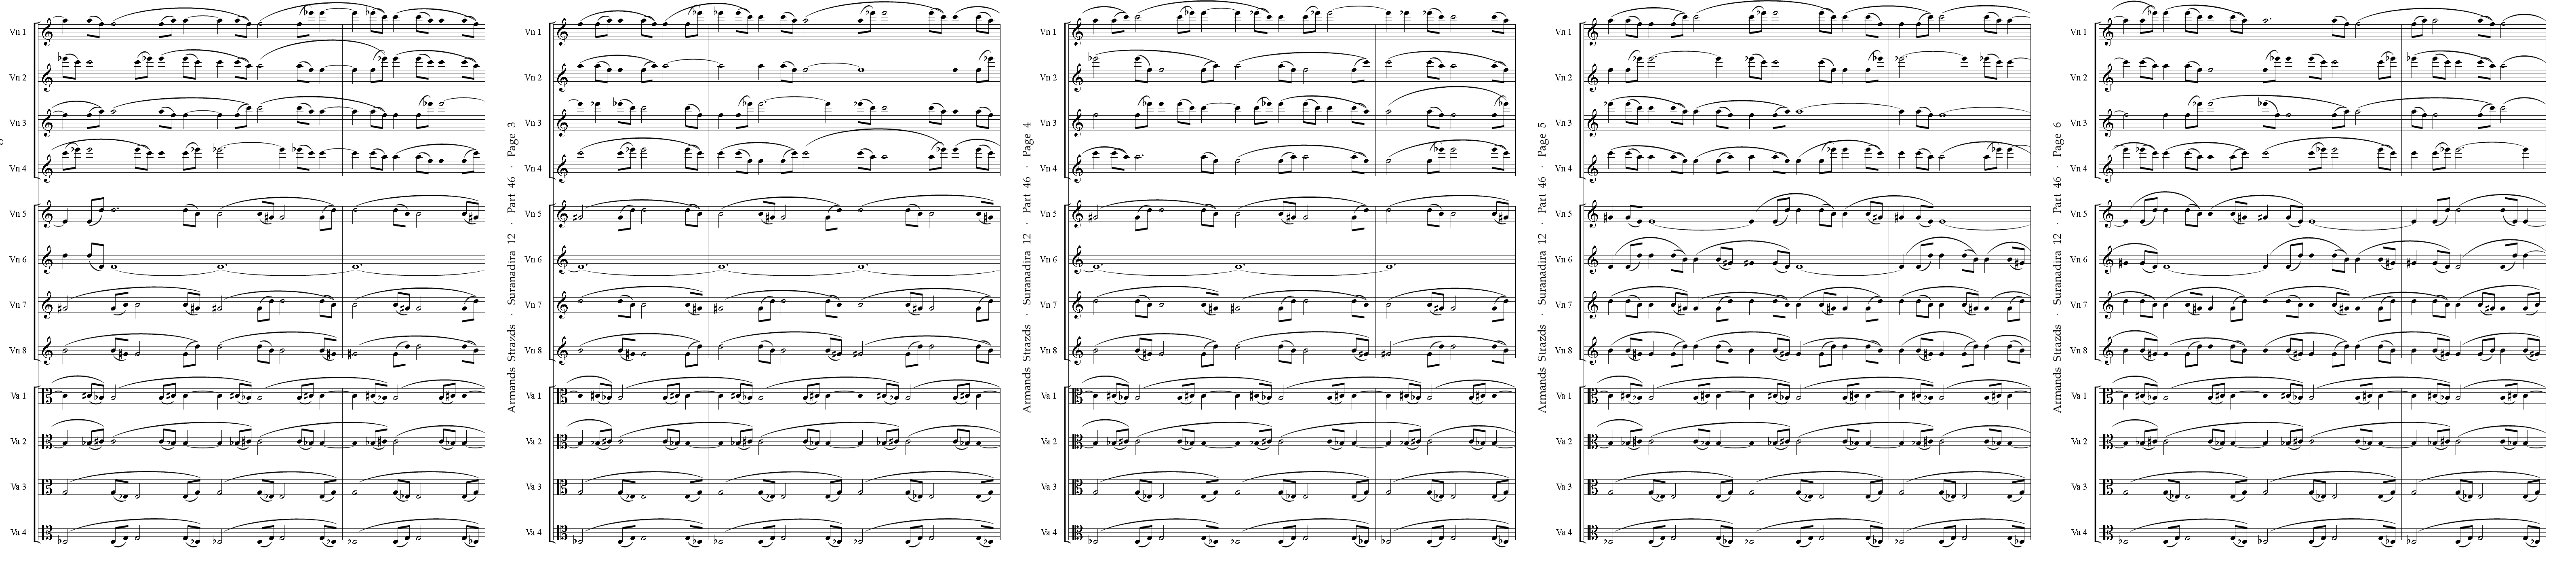 Vn 1
Vn 2
Vn 3
Vn 4
Vn 5
Vn 6
Vn 7
Vn 8
Va 1
Va 2
Va 3
Va 4
Armands Strazds · Suranadira 12 · Part 46 · Page 3
Vn 1
Vn 2
Vn 3
Vn 4
Vn 5
Vn 6
Vn 7
Vn 8
Va 1
Va 2
Va 3
Va 4
Armands Strazds · Suranadira 12 · Part 46 · Page 4
Vn 1
Vn 2
Vn 3
Vn 4
Vn 5
Vn 6
Vn 7
Vn 8
Va 1
Va 2
Va 3
Va 4
Armands Strazds · Suranadira 12 · Part 46 · Page 5
Vn 1
Vn 2
Vn 3
Vn 4
Vn 5
Vn 6
Vn 7
Vn 8
Va 1
Va 2
Va 3
Va 4
Armands Strazds · Suranadira 12 · Part 46 · Page 6
Vn 1
Vn 2
Vn 3
Vn 4
Vn 5
Vn 6
Vn 7
Vn 8
Va 1
Va 2
Va 3
Va 4